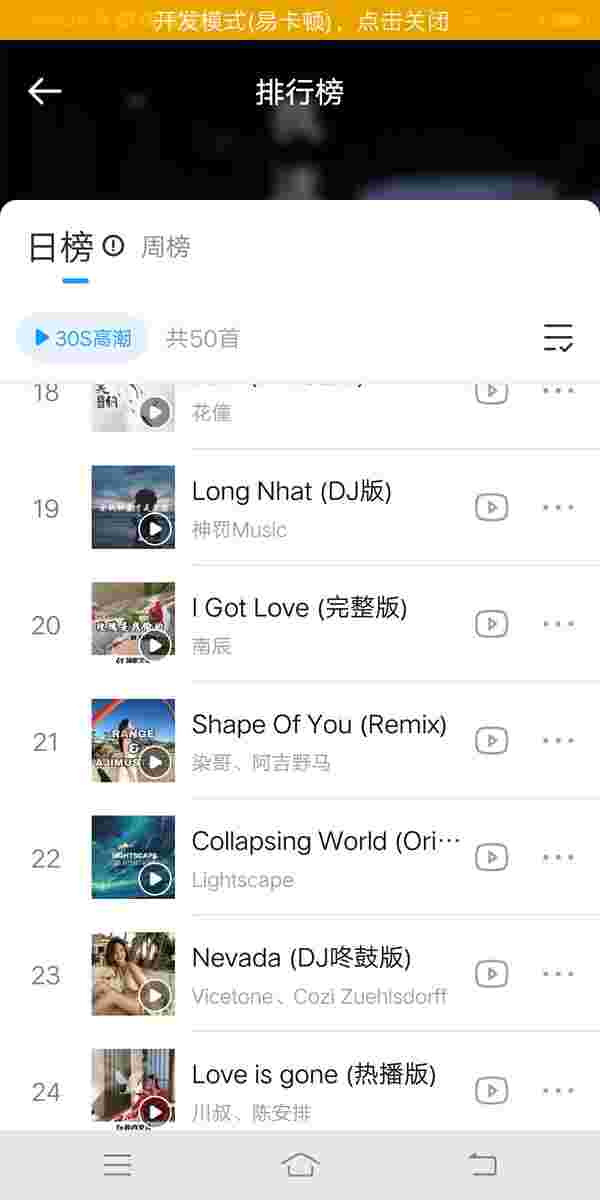 开发模式(易卡顿)，点击关闭
排行榜
日榜 周榜
30S高潮 共50首
18
花僮
19
Long Nhat (DJ版)
神罚Music
20
I Got Love (完整版)
南辰
21
RANGE
&
Shape Of You (Remix)
染哥、阿吉野马
22
LIGHTSCAPE
Collapsing World (Ori···
Lightscape
23
Nevada (DJ咚鼓版)
Vicetone、Cozi Zuehlsdorff
24
Love is gone (热播版)
川叔、陈安排